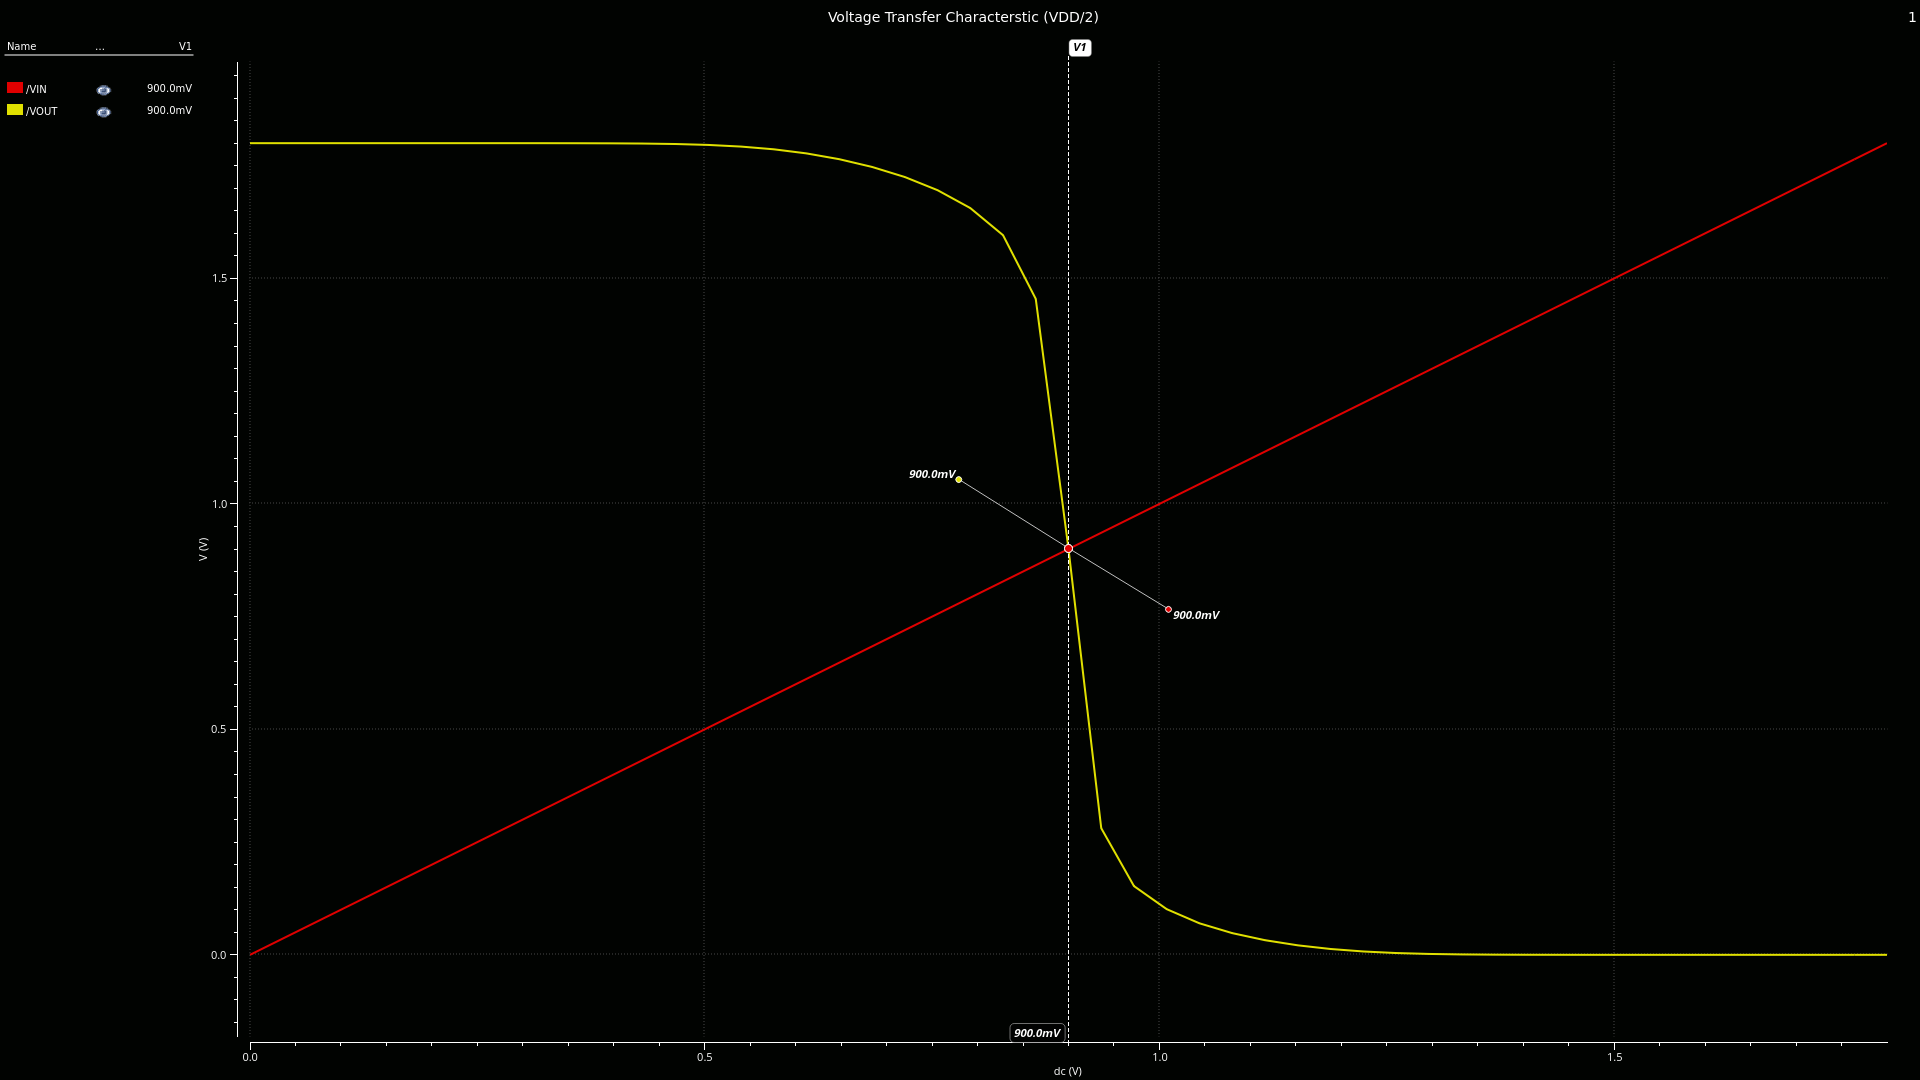 Voltage Transfer Characterstic (VDD/2)
1
Name ... V1
/VIN 900.0mV
/VOUT 900.0mV
V1
1.5
1.0
0.5
0.0
V (V)
900.0mV
900.0mV
900.0mV
0.0 0.5 1.0 1.5
dc (V)